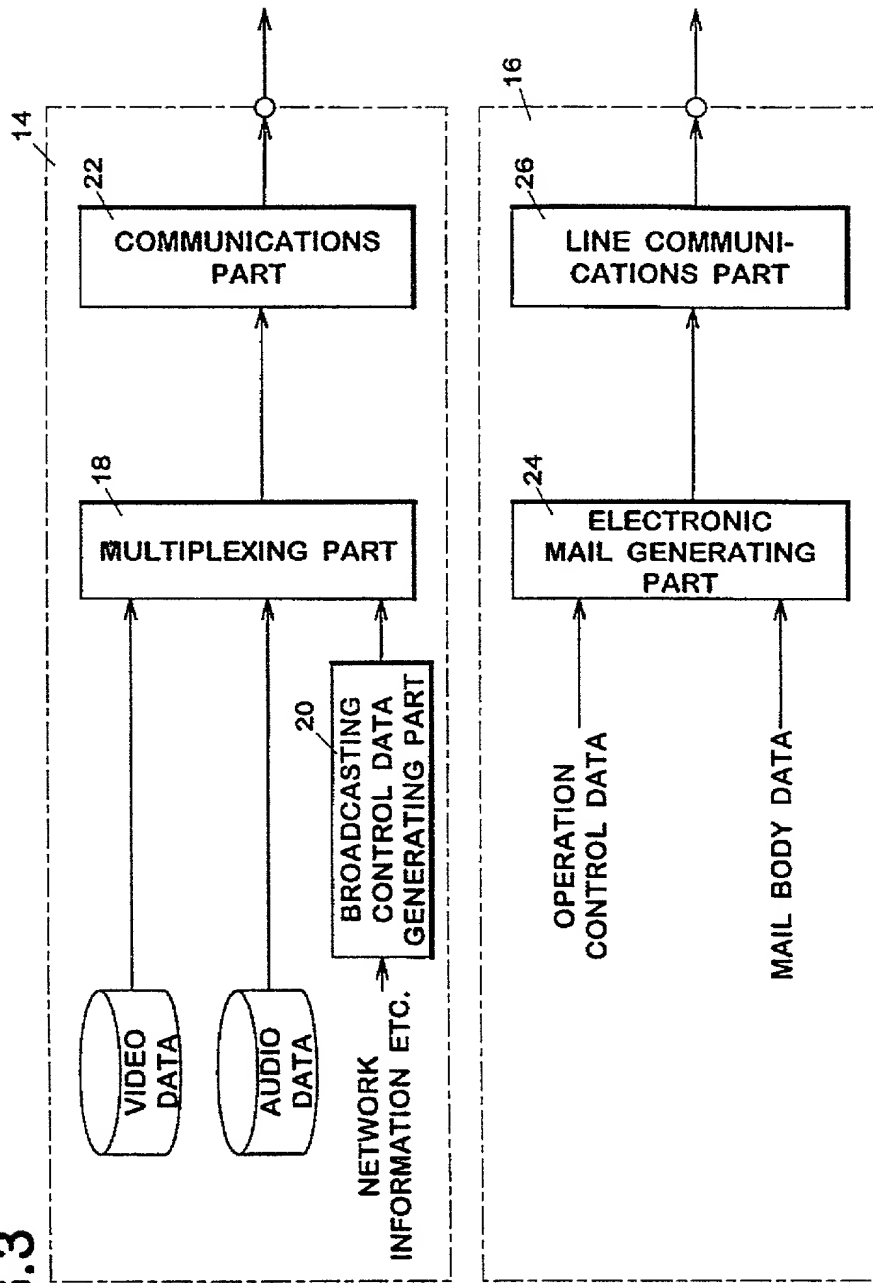 .3
14
VIDEO
DATA
AUDIO
DATA
NETWORK
INFORMATION ETC.
20
BROADCASTING
CONTROL DATA
GENERATING PART
18
MULTIPLEXING PART
22
COMMUNICATIONS
PART
16
OPERATION
CONTROL DATA
MAIL BODY DATA
24
ELECTRONIC
MAIL GENERATING
PART
26
LINE COMMUNI-
CATIONS PART